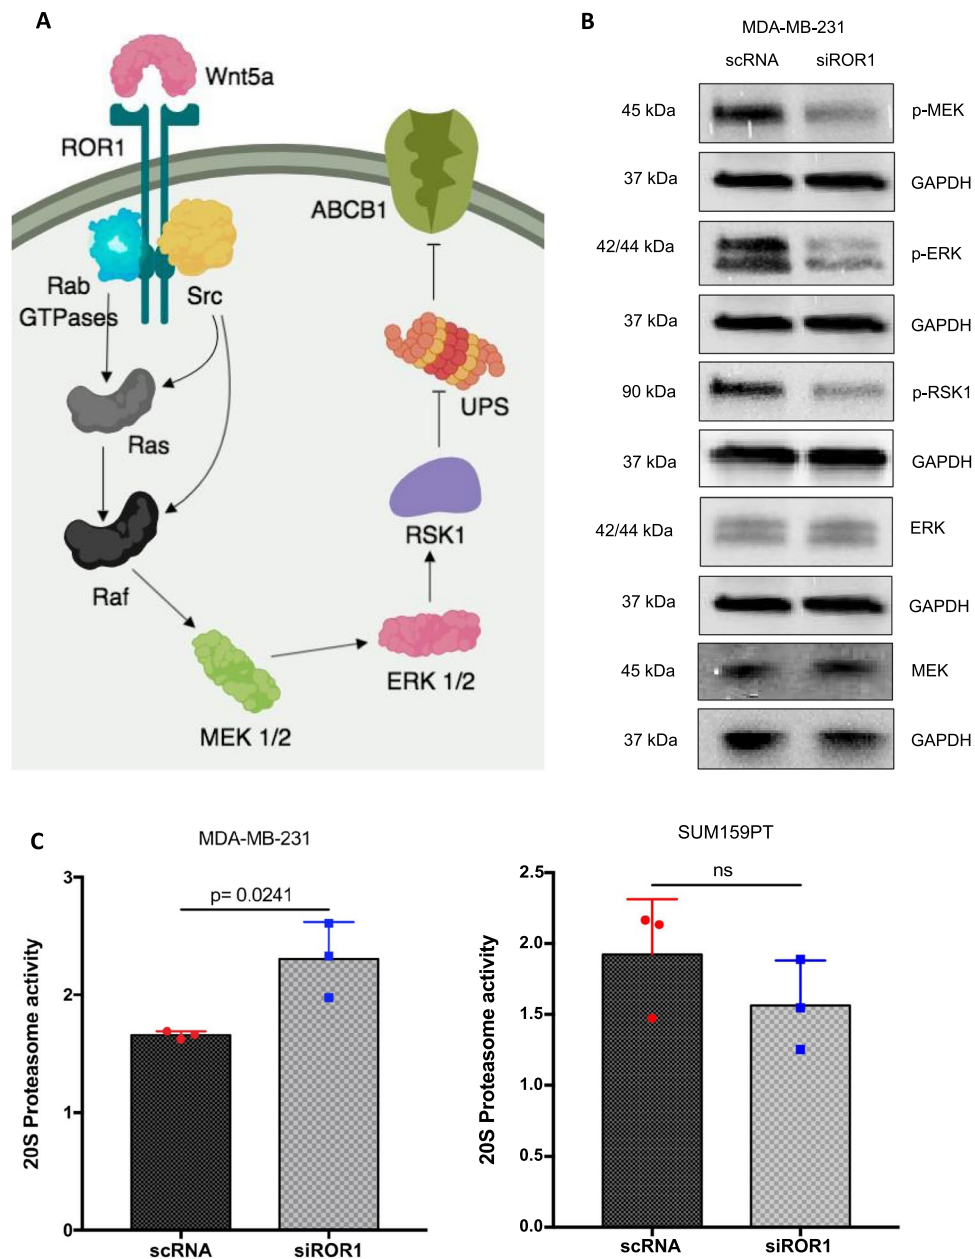 A
Wnt5a
ROR1
ABCB1
Rab
GTPases
Src
Ras
UPS
RSK1
Raf
ERK 1/2
MEK 1/2
B
MDA-MB-231
scRNA siROR1
45 kDa p-MEK
37 kDa GAPDH
42/44 kDa p-ERK
37 kDa GAPDH
90 kDa p-RSK1
37 kDa GAPDH
42/44 kDa ERK
37 kDa GAPDH
45 kDa MEK
37 kDa GAPDH
C
MDA-MB-231
p= 0.0241
20S Proteasome activity
3
2
1
0
scRNA siROR1
SUM159PT
ns
20S Proteasome activity
2.5
2.0
1.5
1.0
0.5
0.0
scRNA siROR1